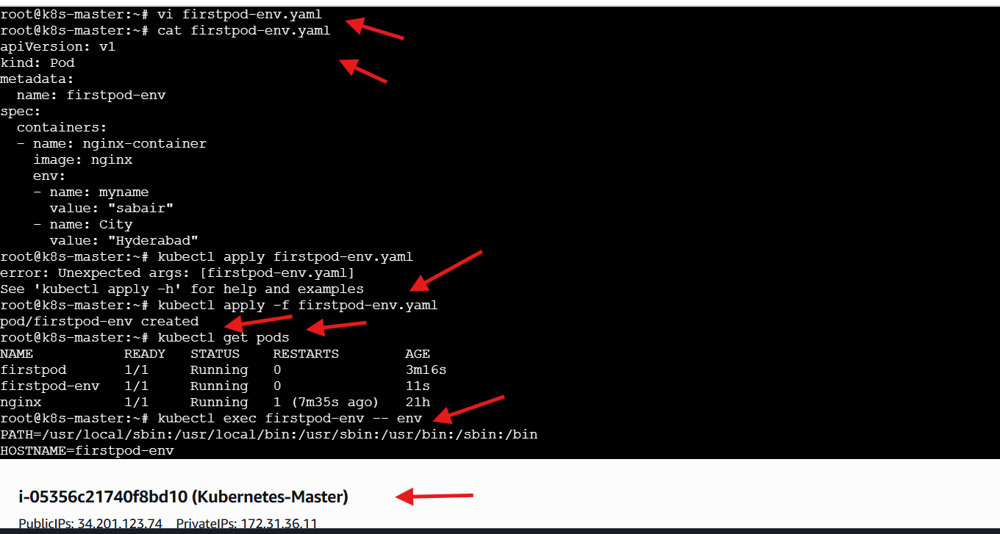 root@k8s-master:~# vi firstpod-env.yaml
root@k8s-master:~# cat firstpod-env.yaml
apiVersion: v1
kind: Pod
metadata:
  name: firstpod-env
spec:
  containers:
  - name: nginx-container
    image: nginx
    env:
    - name: myname
      value: "sabair"
    - name: City
      value: "Hyderabad"
root@k8s-master:~# kubectl apply firstpod-env.yaml
error: Unexpected args: [firstpod-env.yaml]
See 'kubectl apply -h' for help and examples
root@k8s-master:~# kubectl apply -f firstpod-env.yaml
pod/firstpod-env created
root@k8s-master:~# kubectl get pods
NAME           READY   STATUS    RESTARTS        AGE
firstpod       1/1     Running   0               3m16s
firstpod-env   1/1     Running   0               11s
nginx          1/1     Running   1 (7m35s ago)   21h
root@k8s-master:~# kubectl exec firstpod-env -- env
PATH=/usr/local/sbin:/usr/local/bin:/usr/sbin:/usr/bin:/sbin:/bin
HOSTNAME=firstpod-env
i-05356c21740f8bd10 (Kubernetes-Master)
PublicIPs: 34.201.123.74 PrivateIPs: 172.31.36.11